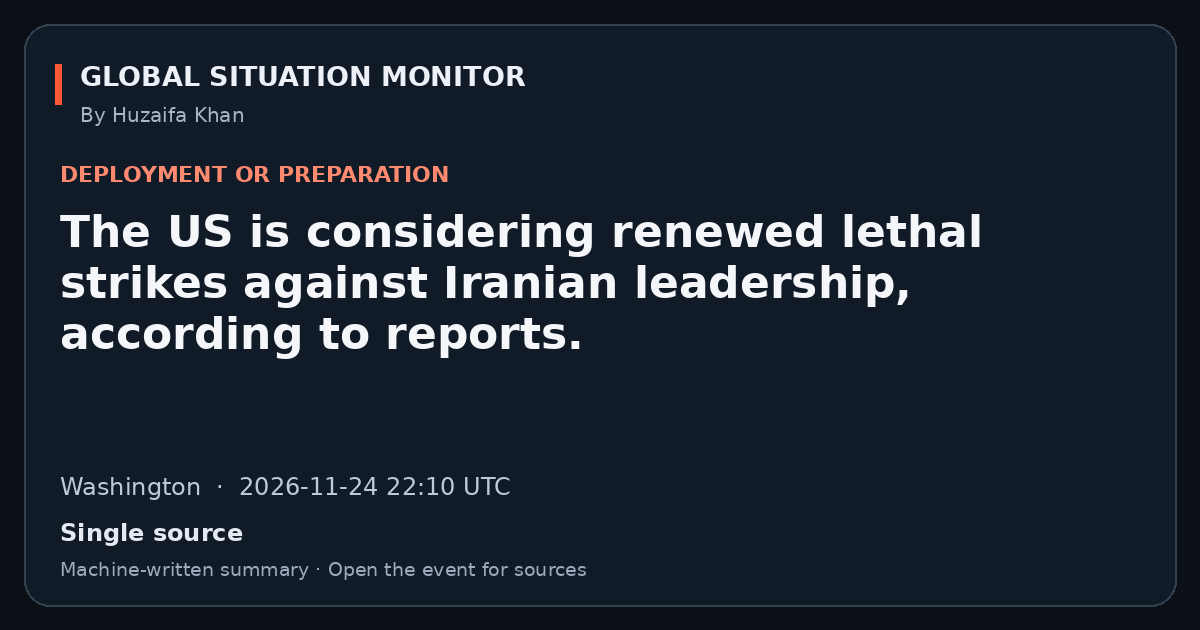 GLOBAL SITUATION MONITOR
By Huzaifa Khan
DEPLOYMENT OR PREPARATION
The US is considering renewed lethal
strikes against Iranian leadership,
according to reports.
Washington · 2026-11-24 22:10 UTC
Single source
Machine-written summary · Open the event for sources